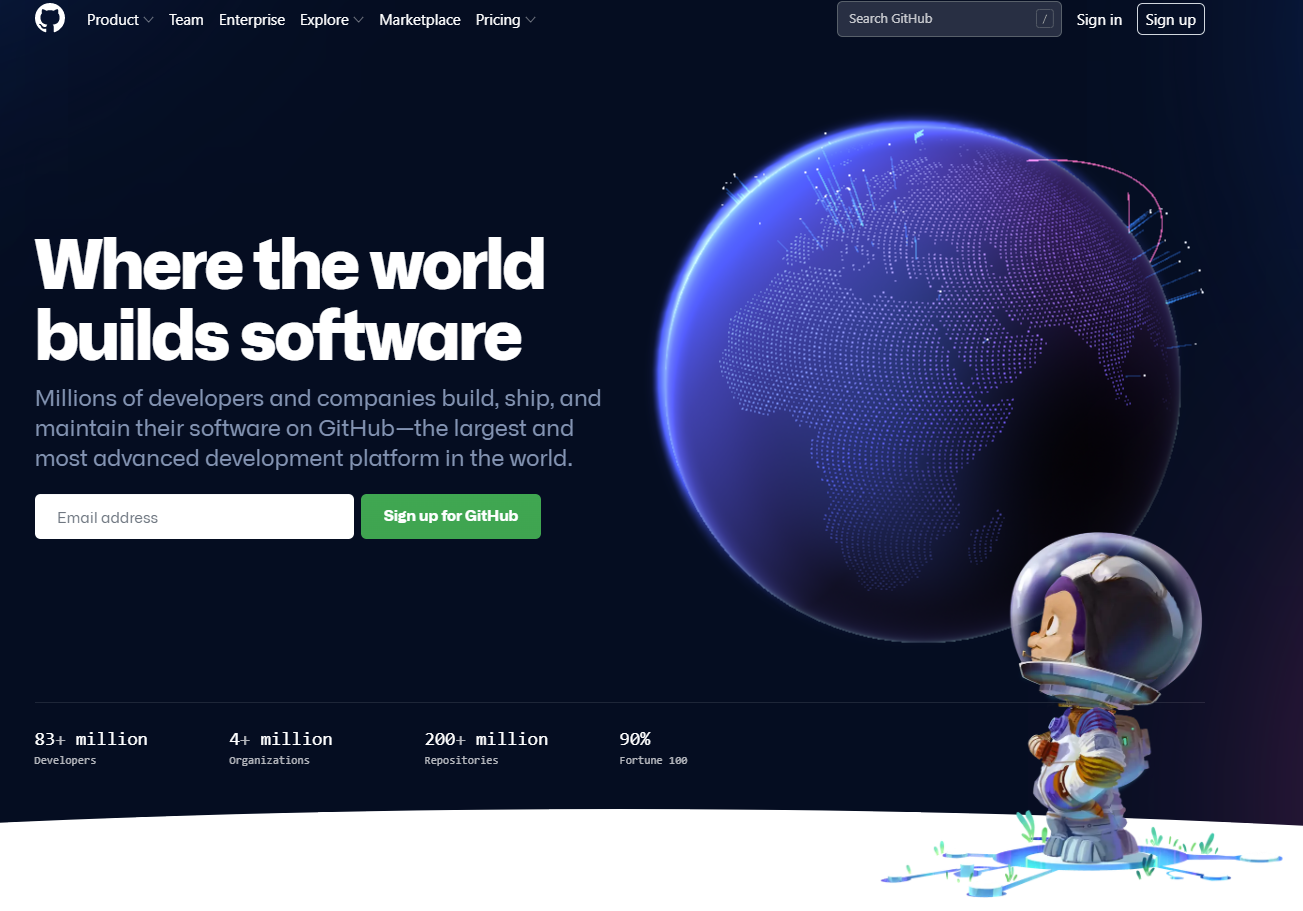 Product Team Enterprise Explore Marketplace Pricing
Search GitHub / Sign in Sign up
Where the world
builds software
Millions of developers and companies build, ship, and
maintain their software on GitHub—the largest and
most advanced development platform in the world.
Email address Sign up for GitHub
83+ million 4+ million 200+ million 90%
Developers Organizations Repositories Fortune 100